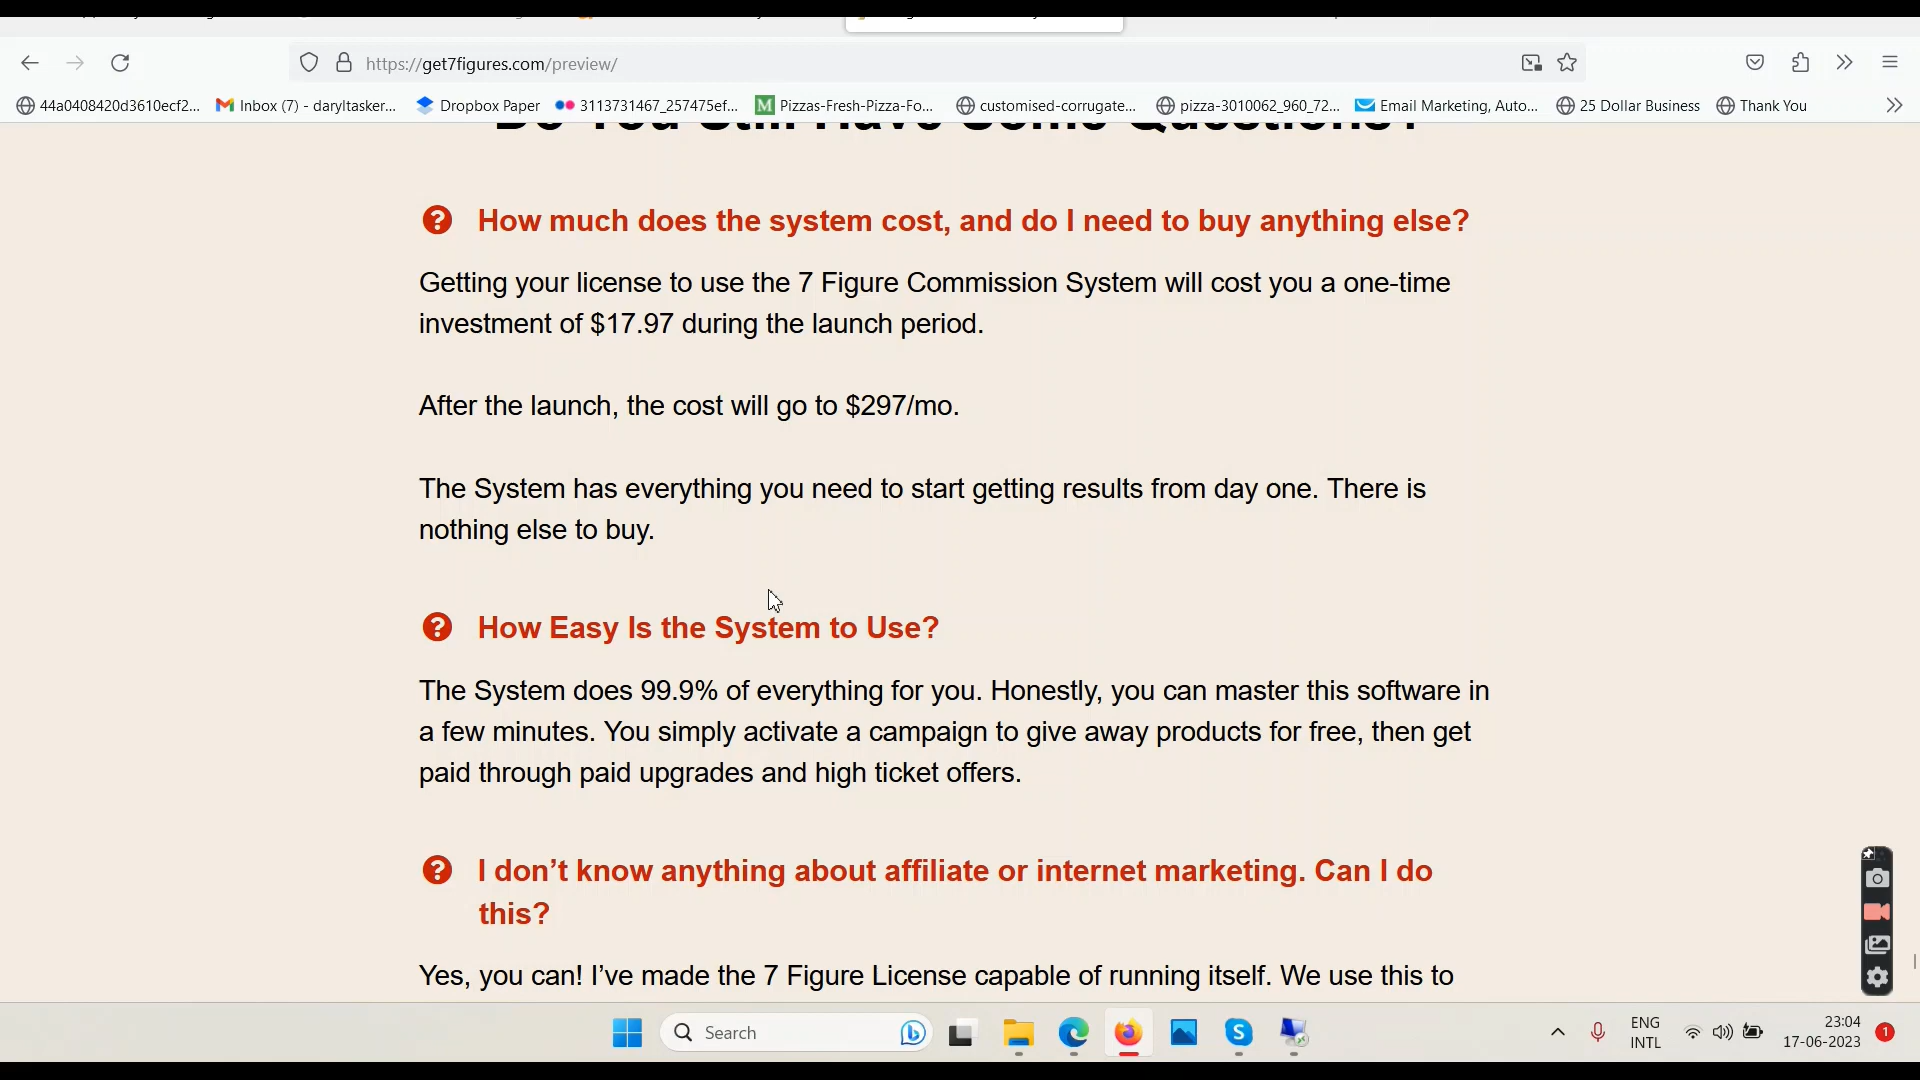 https://get7figures.com/preview/
44a0408420d3610ecf2... Inbox (7) - daryltasker... Dropbox Paper 3113731467_257475ef... M Pizzas-Fresh-Pizza-Fo... customised-corrugate... pizza-3010062_960_72... Email Marketing, Auto... 25 Dollar Business Thank You
Do You Still Have Some Questions?
How much does the system cost, and do I need to buy anything else?
Getting your license to use the 7 Figure Commission System will cost you a one-time
investment of $17.97 during the launch period.
After the launch, the cost will go to $297/mo.
The System has everything you need to start getting results from day one. There is
nothing else to buy.
How Easy Is the System to Use?
The System does 99.9% of everything for you. Honestly, you can master this software in
a few minutes. You simply activate a campaign to give away products for free, then get
paid through paid upgrades and high ticket offers.
I don’t know anything about affiliate or internet marketing. Can I do
this?
Yes, you can! I’ve made the 7 Figure License capable of running itself. We use this to
Search
ENG
INTL
23:04
17-06-2023
1